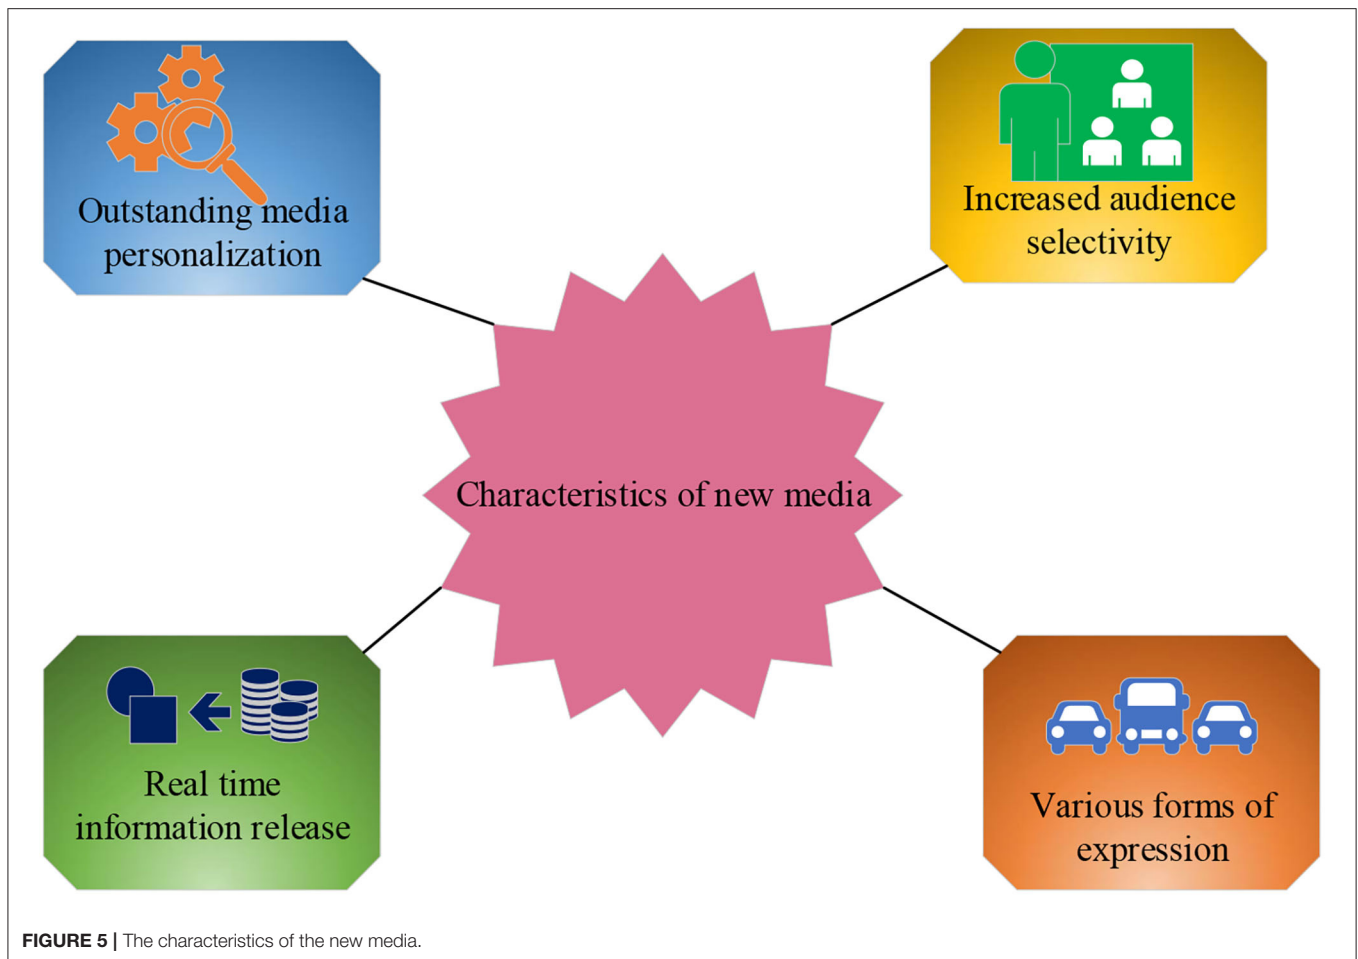 Outstanding media
personalization
Increased audience
selectivity
Characteristics of new media
Real time
information release
Various forms of
expression
FIGURE 5 | The characteristics of the new media.